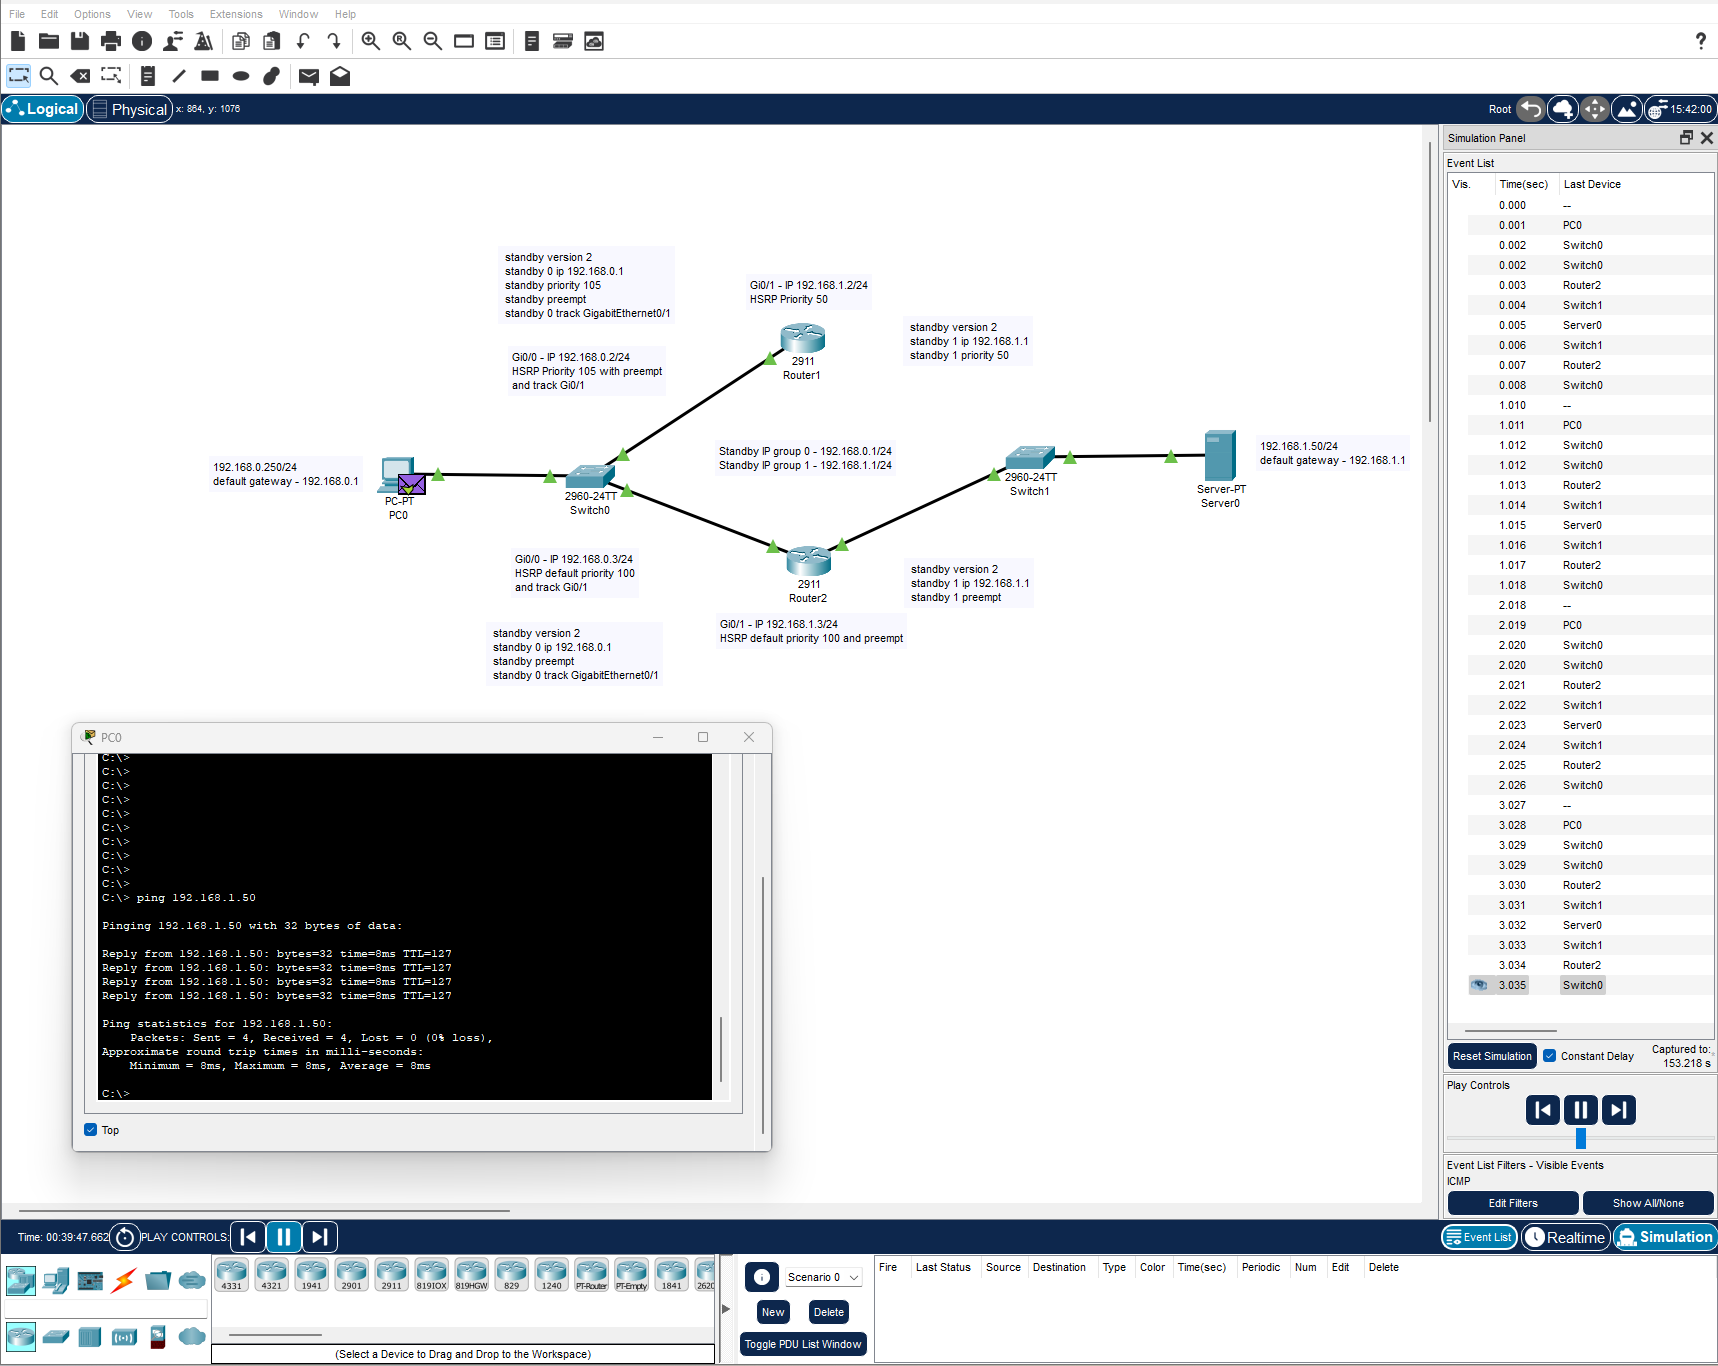 File Edit Options View Tools Extensions Window Help
?
Logical Physical x: 864, y: 1076 Root 15:42:00
standby version 2
standby 0 ip 192.168.0.1
standby priority 105
standby preempt
standby 0 track GigabitEthernet0/1
Gi0/1 - IP 192.168.1.2/24
HSRP Priority 50
Gi0/0 - IP 192.168.0.2/24
HSRP Priority 105 with preempt
and track Gi0/1
2911
Router1
standby version 2
standby 1 ip 192.168.1.1
standby 1 priority 50
192.168.0.250/24
default gateway - 192.168.0.1
PC-PT
PC0
2960-24TT
Switch0
Standby IP group 0 - 192.168.0.1/24
Standby IP group 1 - 192.168.1.1/24
2960-24TT
Switch1
Server-PT
Server0
192.168.1.50/24
default gateway - 192.168.1.1
Gi0/0 - IP 192.168.0.3/24
HSRP default priority 100
and track Gi0/1
2911
Router2
standby version 2
standby 1 ip 192.168.1.1
standby 1 preempt
Gi0/1 - IP 192.168.1.3/24
HSRP default priority 100 and preempt
standby version 2
standby 0 ip 192.168.0.1
standby preempt
standby 0 track GigabitEthernet0/1
PC0
C:\>
C:\>
C:\>
C:\>
C:\>
C:\>
C:\>
C:\>
C:\>
C:\>
C:\> ping 192.168.1.50
Pinging 192.168.1.50 with 32 bytes of data:
Reply from 192.168.1.50: bytes=32 time=8ms TTL=127
Reply from 192.168.1.50: bytes=32 time=8ms TTL=127
Reply from 192.168.1.50: bytes=32 time=8ms TTL=127
Reply from 192.168.1.50: bytes=32 time=8ms TTL=127
Ping statistics for 192.168.1.50:
Packets: Sent = 4, Received = 4, Lost = 0 (0% loss),
Approximate round trip times in milli-seconds:
Minimum = 8ms, Maximum = 8ms, Average = 8ms
C:\>
Top
Simulation Panel
Event List
Vis. Time(sec) Last Device
0.000 --
0.001 PC0
0.002 Switch0
0.002 Switch0
0.003 Router2
0.004 Switch1
0.005 Server0
0.006 Switch1
0.007 Router2
0.008 Switch0
1.010 --
1.011 PC0
1.012 Switch0
1.012 Switch0
1.013 Router2
1.014 Switch1
1.015 Server0
1.016 Switch1
1.017 Router2
1.018 Switch0
2.018 --
2.019 PC0
2.020 Switch0
2.020 Switch0
2.021 Router2
2.022 Switch1
2.023 Server0
2.024 Switch1
2.025 Router2
2.026 Switch0
3.027 --
3.028 PC0
3.029 Switch0
3.029 Switch0
3.030 Router2
3.031 Switch1
3.032 Server0
3.033 Switch1
3.034 Router2
3.035 Switch0
Reset Simulation Constant Delay Captured to:
153.218 s
Play Controls
Event List Filters - Visible Events
ICMP
Edit Filters Show All/None
Time: 00:39:47.662 PLAY CONTROLS: Event List Realtime Simulation
4331 4321 1941 2901 2911 819IOX 819HGW 829 1240 PT-Router PT-Empty 1841 262
(Select a Device to Drag and Drop to the Workspace)
Scenario 0
New Delete
Toggle PDU List Window
Fire Last Status Source Destination Type Color Time(sec) Periodic Num Edit Delete